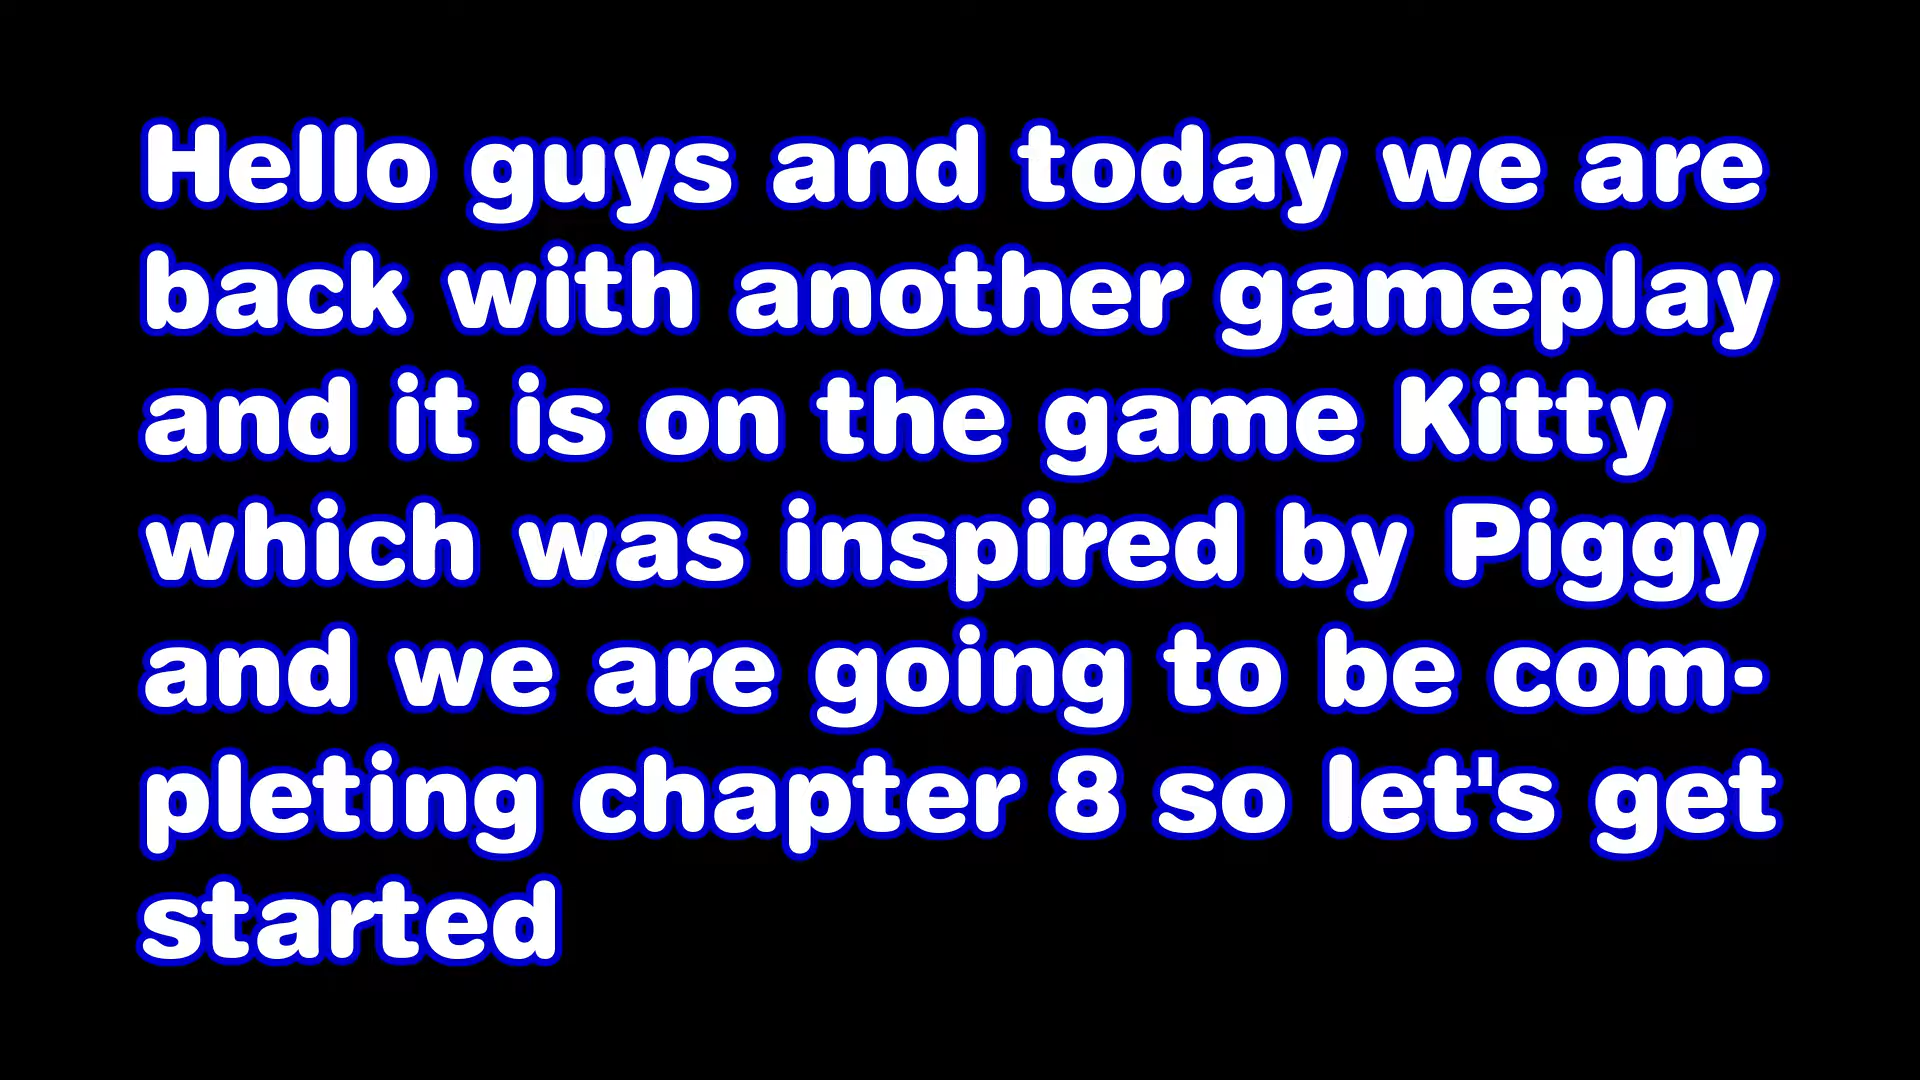 Hello guys and today we are
back with another gameplay
and it is on the game Kitty
which was inspired by Piggy
and we are going to be com-
pleting chapter 8 so let's get
started